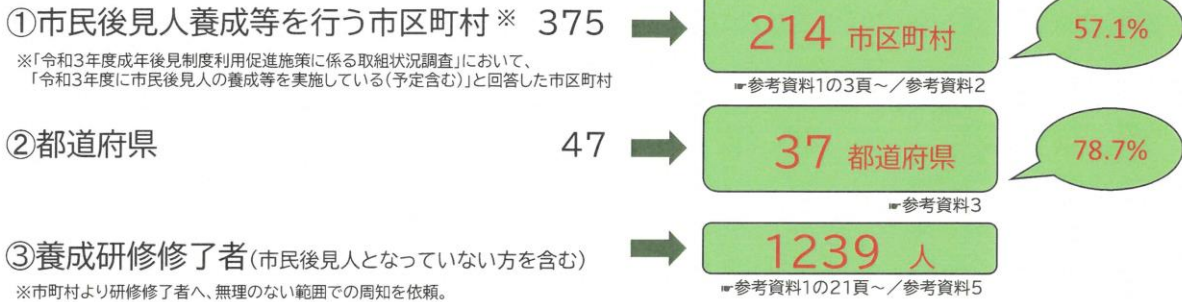 ①市民後見人養成等を行う市区町村※ 375 214 市区町村 57.1%
※「令和3年度成年後見制度利用促進施策に係る取組状況調査」において、
「令和3年度に市民後見人の養成等を実施している(予定含む)」と回答した市区町村
☞参考資料1の3頁～/参考資料2
②都道府県 47 37 都道府県 78.7%
☞参考資料3
③養成研修修了者(市民後見人となっていない方を含む) 1239 人
※市町村より研修修了者へ、無理のない範囲での周知を依頼。
☞参考資料1の21頁～/参考資料5